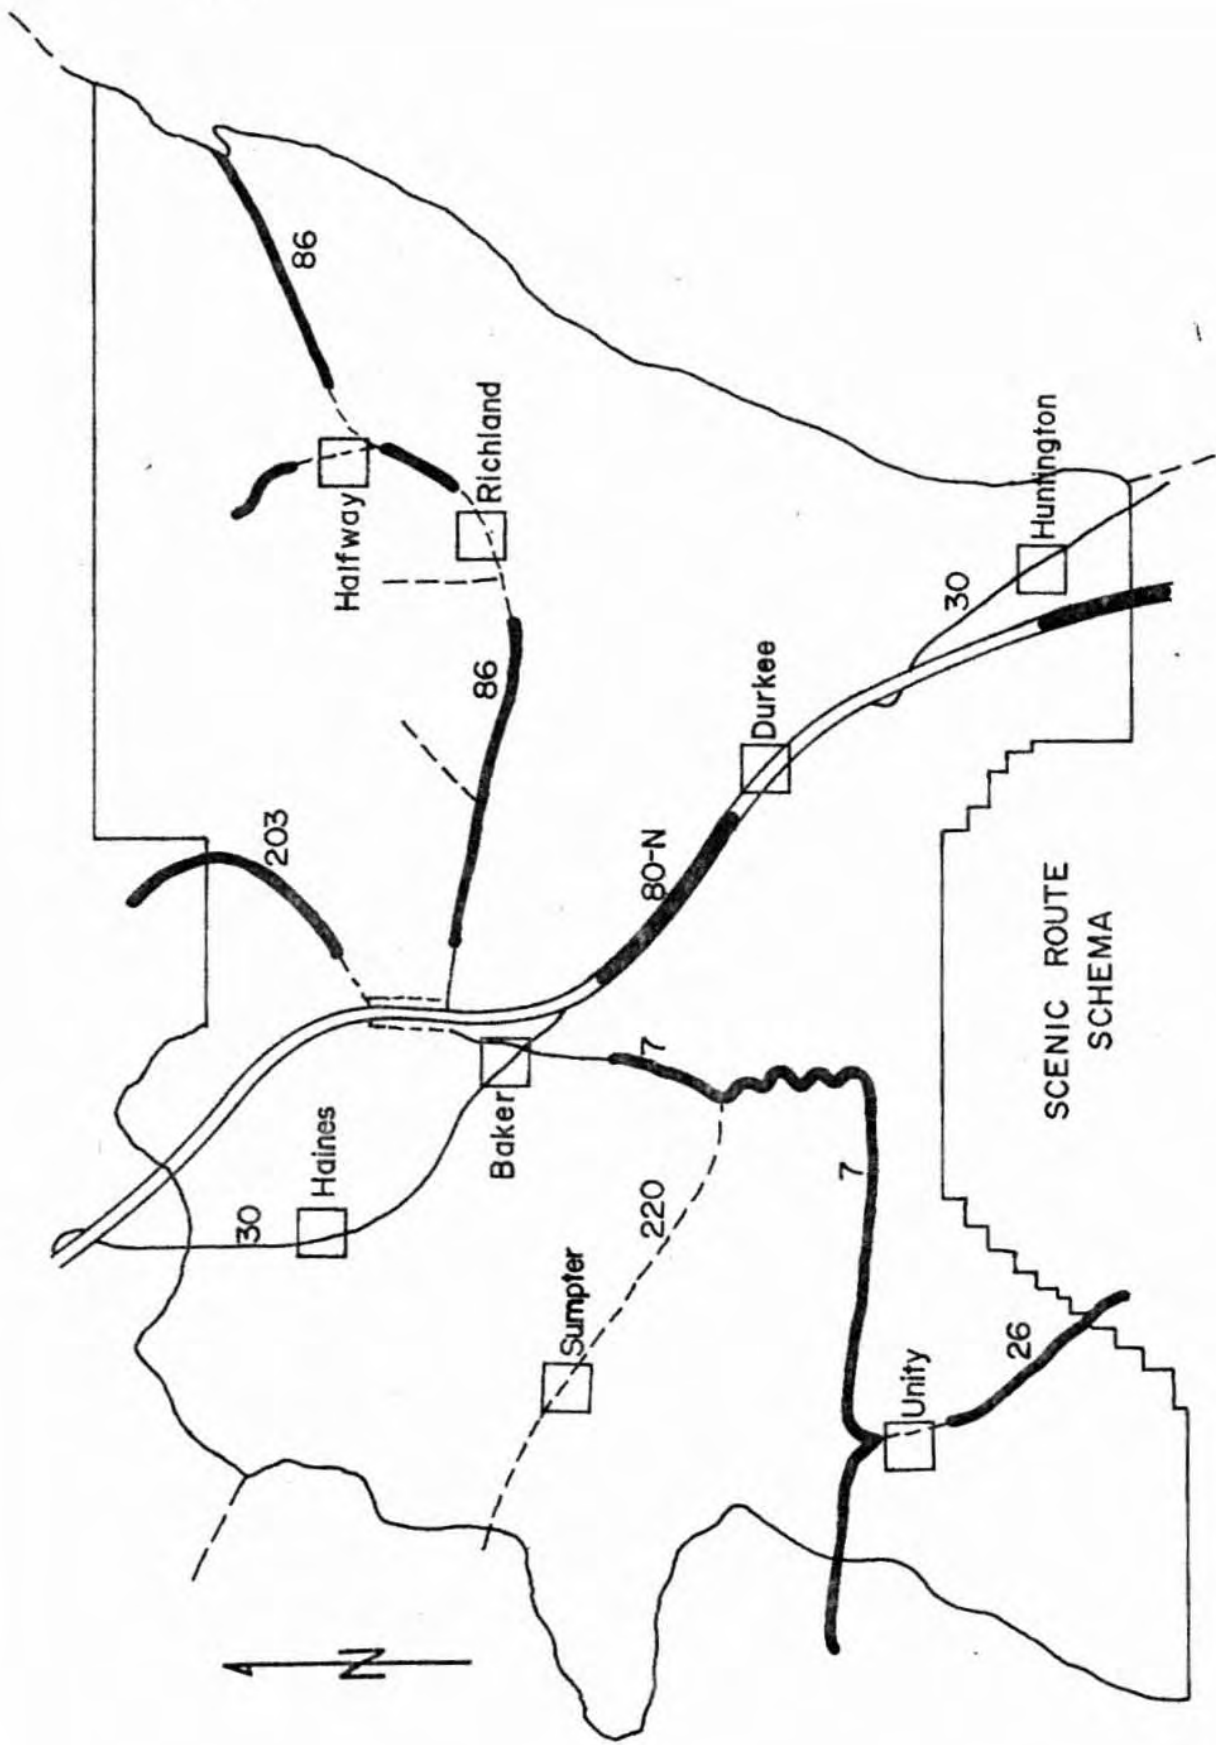 86
Halfway
Richland
86
203
Haines
30
Baker
Sumpter
220
7
80-N
Durkee
30
Huntington
7
Unity
26
N
SCENIC ROUTE
SCHEMA